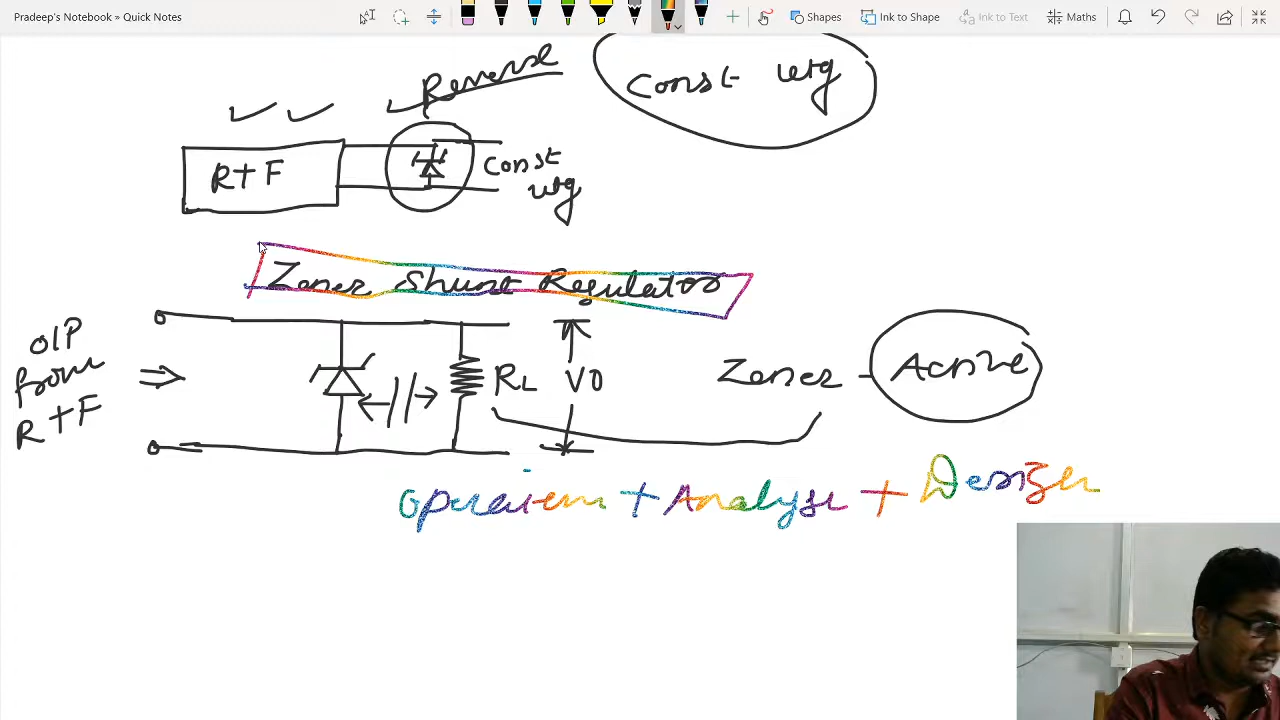 Pradeep's Notebook » Quick Notes
Shapes
Ink to Shape
Ink to Text
Maths
Reverse
Const vtg
R+F
Const
vtg
Zener Shunt Regulator
O/P
from
R+F
RL
VO
Zener - Active
Operation + Analysis + Design